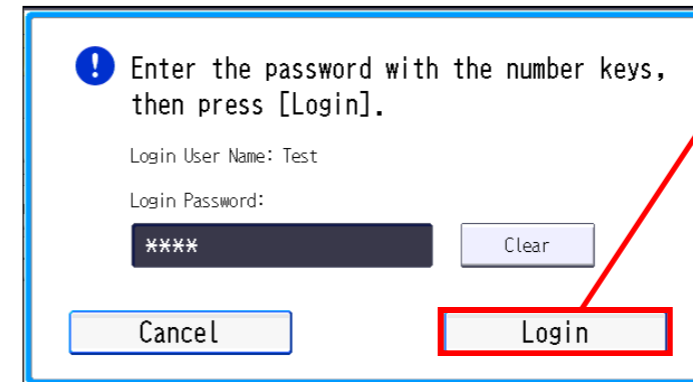 Enter the password with the number keys,
then press [Login].
Login User Name: Test
Login Password:
****
Clear
Cancel
Login